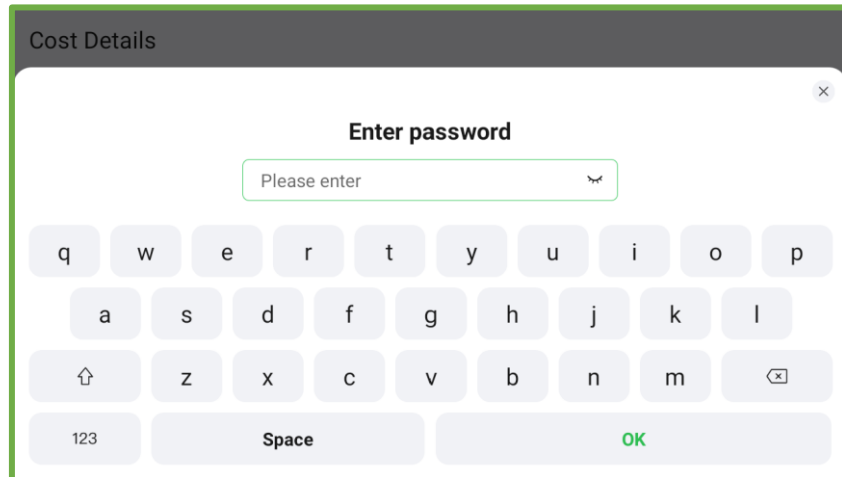 Cost Details
Enter password
Please enter
q w e r t y u i o p
a s d f g h j k l
z x c v b n m
123 Space OK